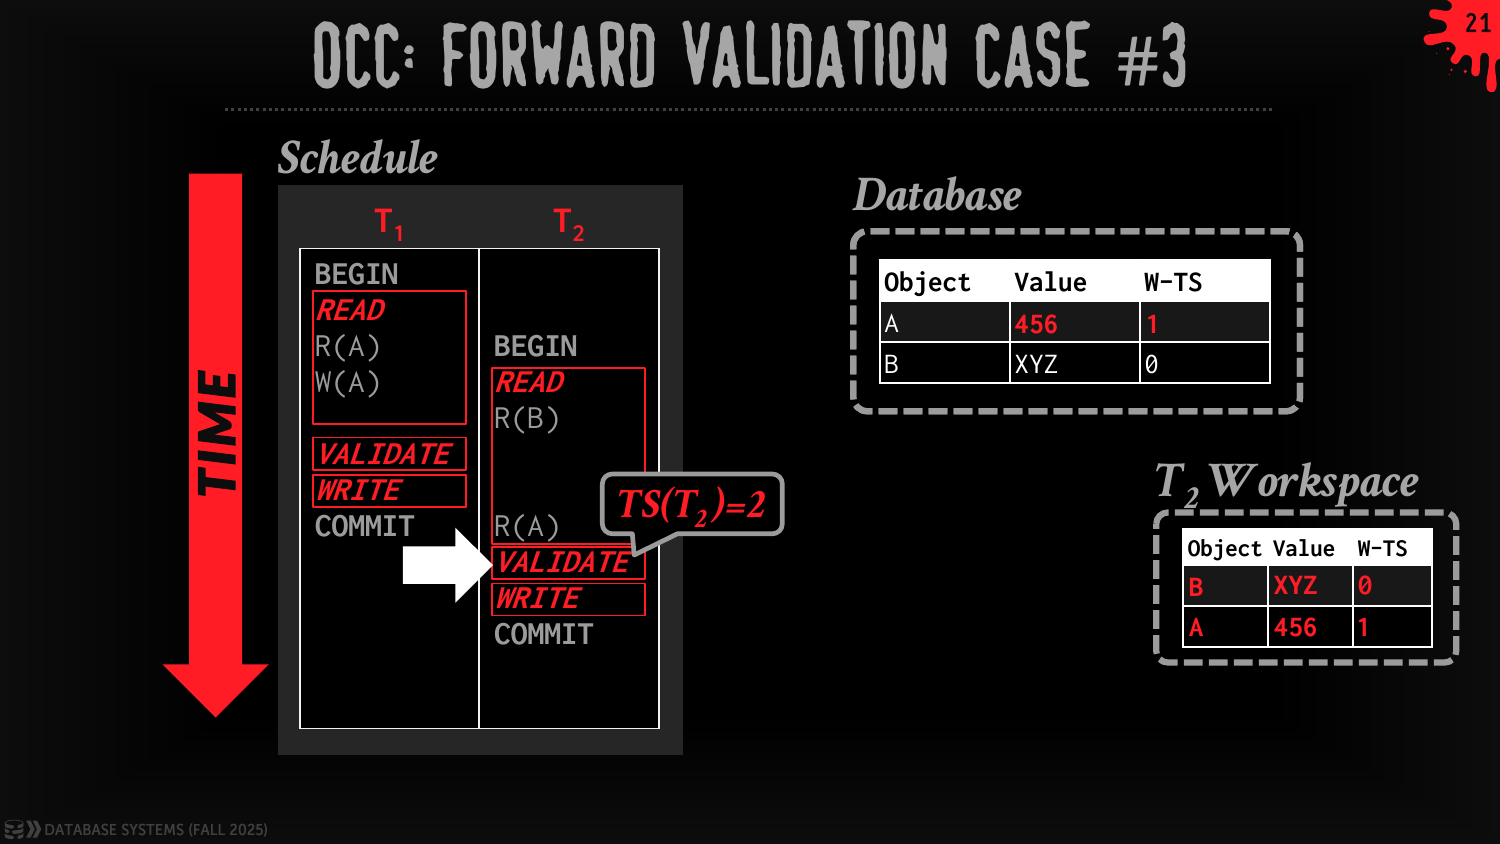 21
OCC: FORWARD VALIDATION CASE #3
Schedule
T1 T2
BEGIN
READ
R(A)
W(A)
VALIDATE
WRITE
COMMIT
BEGIN
READ
R(B)
R(A)
VALIDATE
WRITE
COMMIT
TIME
TS(T2)=2
Database
Object Value W-TS
A 456 1
B XYZ 0
T2 Workspace
Object Value W-TS
B XYZ 0
A 456 1
DATABASE SYSTEMS (FALL 2025)